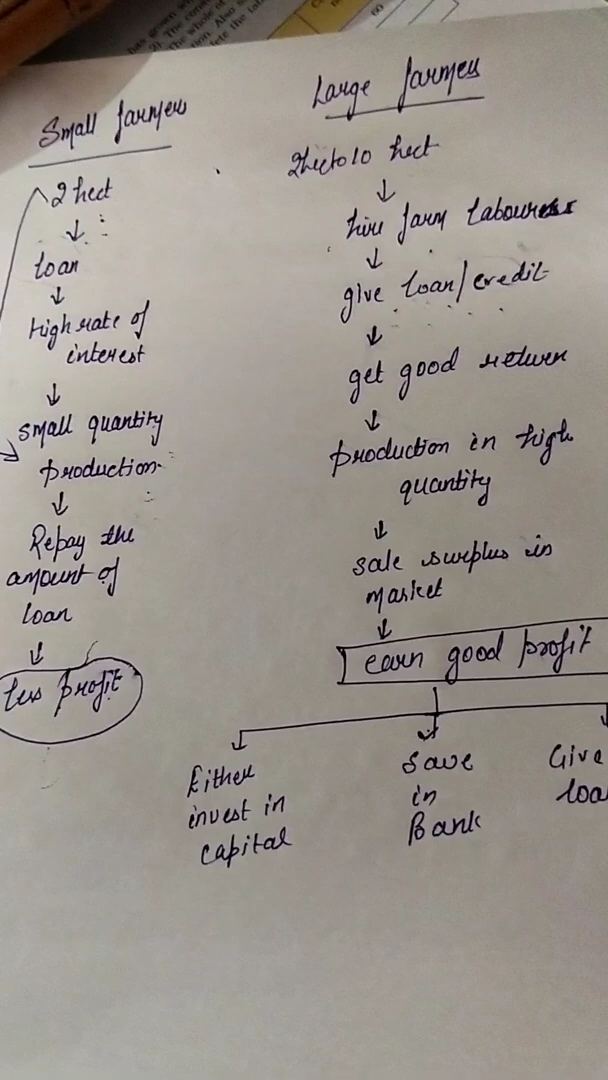 Small farmers
2 hect
loan
High rate of
interest
small quantity
production
Repay the
amount of
loan
less profit
Large farmers
2hect to 10 hect
hire farm labourers
give loan/credit
get good return
production in high
quantity
sale surplus in
market
earn good profit
Either
invest in
capital
Save
in
Bank
Give
loa